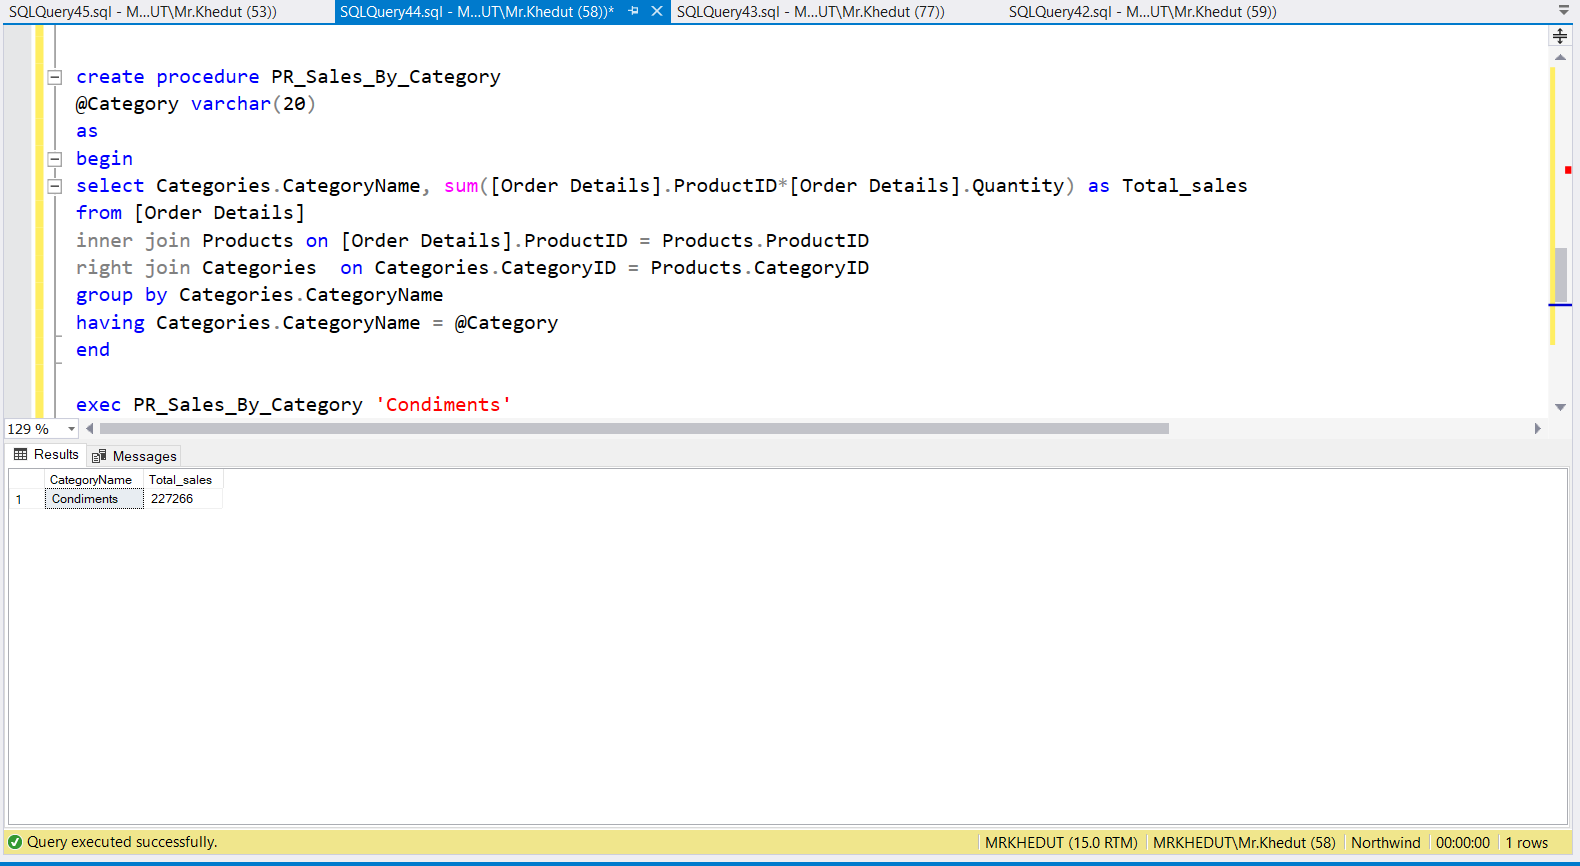 SQLQuery45.sql - M...UT\Mr.Khedut (53)) SQLQuery44.sql - M...UT\Mr.Khedut (58))* SQLQuery43.sql - M...UT\Mr.Khedut (77)) SQLQuery42.sql - M...UT\Mr.Khedut (59))
create procedure PR_Sales_By_Category
@Category varchar(20)
as
begin
select Categories.CategoryName, sum([Order Details].ProductID*[Order Details].Quantity) as Total_sales
from [Order Details]
inner join Products on [Order Details].ProductID = Products.ProductID
right join Categories  on Categories.CategoryID = Products.CategoryID
group by Categories.CategoryName
having Categories.CategoryName = @Category
end
exec PR_Sales_By_Category 'Condiments'
129 %
Results Messages
CategoryName Total_sales
1 Condiments 227266
Query executed successfully. MRKHEDUT (15.0 RTM) MRKHEDUT\Mr.Khedut (58) Northwind 00:00:00 1 rows